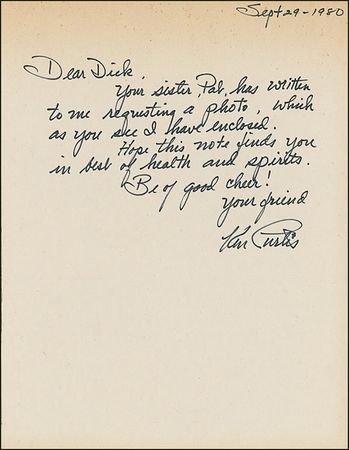 Sept 29-1980
Dear Dick,
Your sister, Pat, has written
to me requesting a photo, which
as you see I have enclosed.
Hope this note finds you
in best of health and spirits.
Be of good cheer!
Your friend
Ken Curtis